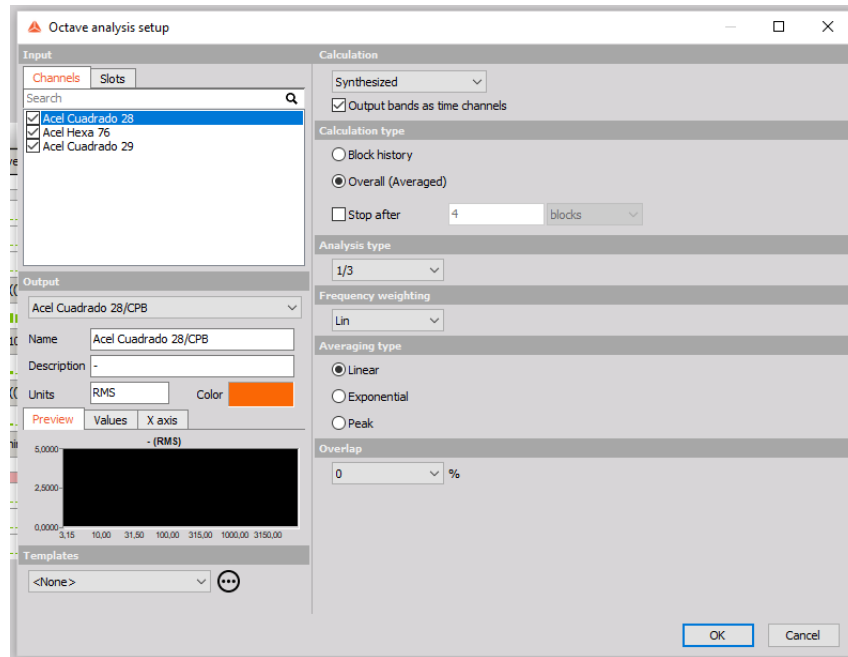 Octave analysis setup
Input
Channels
Slots
Search
Acel Cuadrado 28
Acel Hexa 76
Acel Cuadrado 29
Output
Acel Cuadrado 28/CPB
Name
Acel Cuadrado 28/CPB
Description
-
Units
RMS
Color
Preview
Values
X axis
- (RMS)
5,0000
2,5000
0,0000
3,15 10,00 31,50 100,00 315,00 1000,00 3150,00
Templates
<None>
Calculation
Synthesized
Output bands as time channels
Calculation type
Block history
Overall (Averaged)
Stop after
4
blocks
Analysis type
1/3
Frequency weighting
Lin
Averaging type
Linear
Exponential
Peak
Overlap
0
%
OK
Cancel